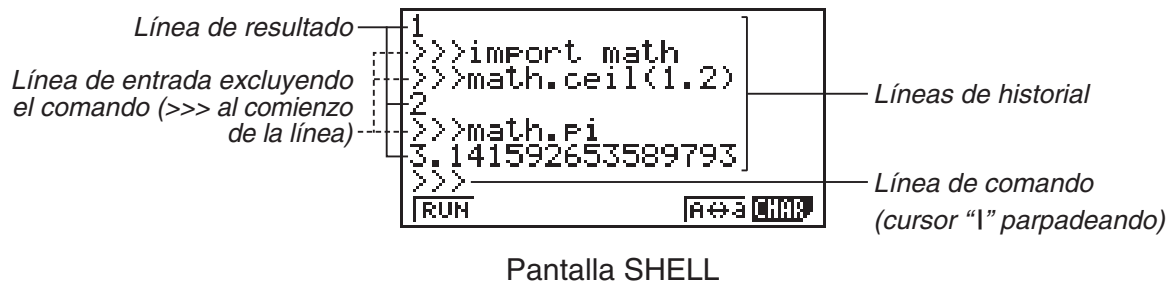 Línea de resultado
Línea de entrada excluyendo
el comando (>>> al comienzo
de la línea)
1
>>>import math
>>>math.ceil(1.2)
2
>>>math.pi
3.141592653589793
>>>
RUN A↔a CHAR
Líneas de historial
Línea de comando
(cursor “|” parpadeando)
Pantalla SHELL